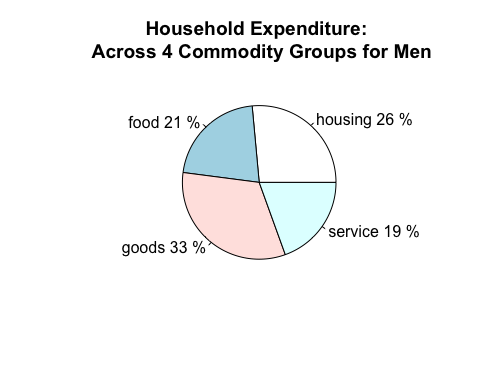 Household Expenditure:
Across 4 Commodity Groups for Men
housing 26 %
food 21 %
goods 33 %
service 19 %